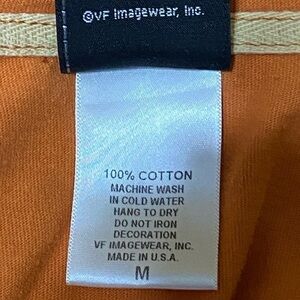 ©VF Imagewear, Inc.
100% COTTON
MACHINE WASH
IN COLD WATER
HANG TO DRY
DO NOT IRON
DECORATION
VF IMAGEWEAR, INC.
MADE IN U.S.A.
M